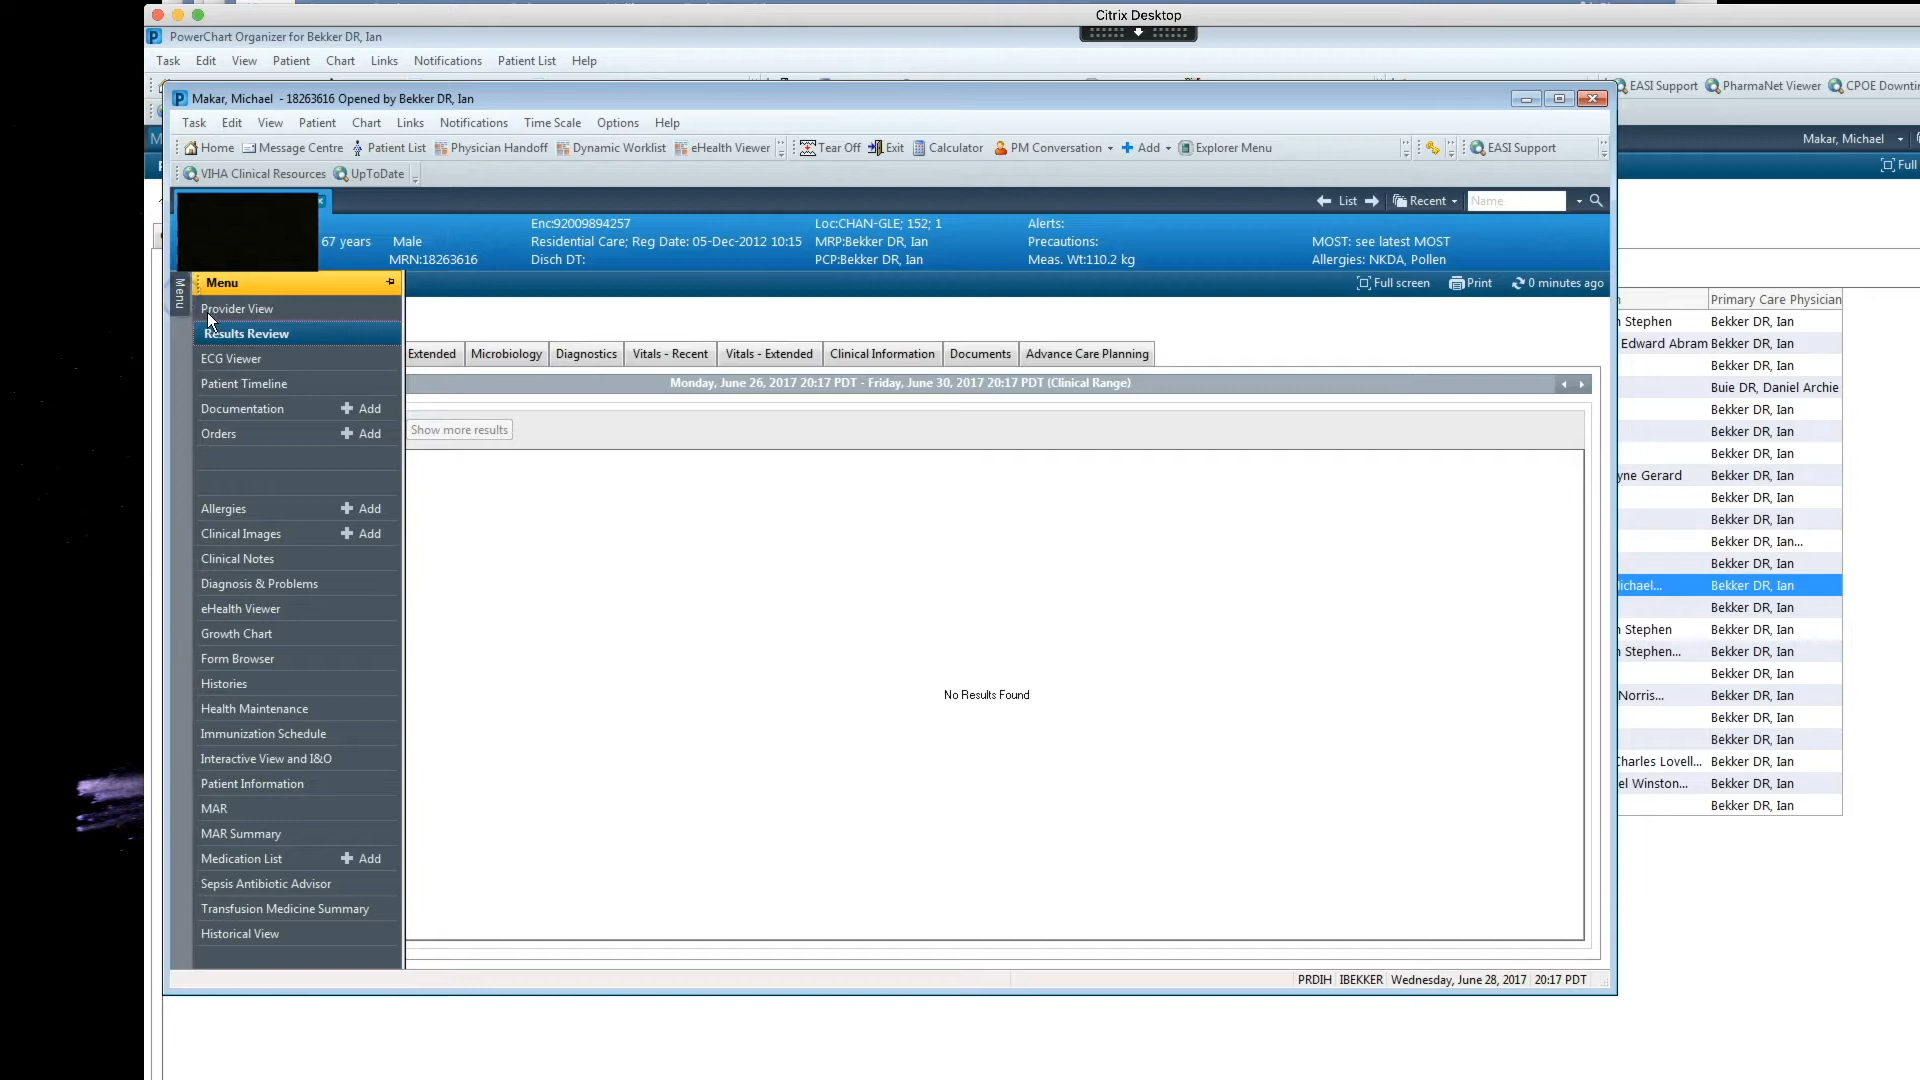 Citrix Desktop
PowerChart Organizer for Bekker DR, Ian
Task Edit View Patient Chart Links Notifications Patient List Help
EASI Support PharmaNet Viewer CPOE Downti
Makar, Michael - 18263616 Opened by Bekker DR, Ian
Task Edit View Patient Chart Links Notifications Time Scale Options Help
Makar, Michael
Home Message Centre Patient List Physician Handoff Dynamic Worklist eHealth Viewer Tear Off Exit Calculator PM Conversation Add Explorer Menu EASI Support
Full
VIHA Clinical Resources UpToDate
List Recent Name
Enc:92009894257 Loc:CHAN-GLE; 152; 1 Alerts:
67 years Male Residential Care; Reg Date: 05-Dec-2012 10:15 MRP:Bekker DR, Ian Precautions: MOST: see latest MOST
MRN:18263616 Disch DT: PCP:Bekker DR, Ian Meas. Wt:110.2 kg Allergies: NKDA, Pollen
Menu
Menu
Full screen Print 0 minutes ago
Provider View
Results Review
ECG Viewer
Patient Timeline
Documentation Add
Orders Add
Allergies Add
Clinical Images Add
Clinical Notes
Diagnosis & Problems
eHealth Viewer
Growth Chart
Form Browser
Histories
Health Maintenance
Immunization Schedule
Interactive View and I&O
Patient Information
MAR
MAR Summary
Medication List Add
Sepsis Antibiotic Advisor
Transfusion Medicine Summary
Historical View
Extended Microbiology Diagnostics Vitals - Recent Vitals - Extended Clinical Information Documents Advance Care Planning
Monday, June 26, 2017 20:17 PDT - Friday, June 30, 2017 20:17 PDT (Clinical Range)
Show more results
No Results Found
PRDIH IBEKKER Wednesday, June 28, 2017 20:17 PDT
Primary Care Physician
Stephen Bekker DR, Ian
Edward Abram Bekker DR, Ian
Bekker DR, Ian
Buie DR, Daniel Archie
Bekker DR, Ian
Bekker DR, Ian
Bekker DR, Ian
yne Gerard Bekker DR, Ian
Bekker DR, Ian
Bekker DR, Ian
Bekker DR, Ian...
Bekker DR, Ian
ichael... Bekker DR, Ian
Bekker DR, Ian
Stephen Bekker DR, Ian
Stephen... Bekker DR, Ian
Bekker DR, Ian
Norris... Bekker DR, Ian
Bekker DR, Ian
Bekker DR, Ian
Charles Lovell... Bekker DR, Ian
el Winston... Bekker DR, Ian
Bekker DR, Ian